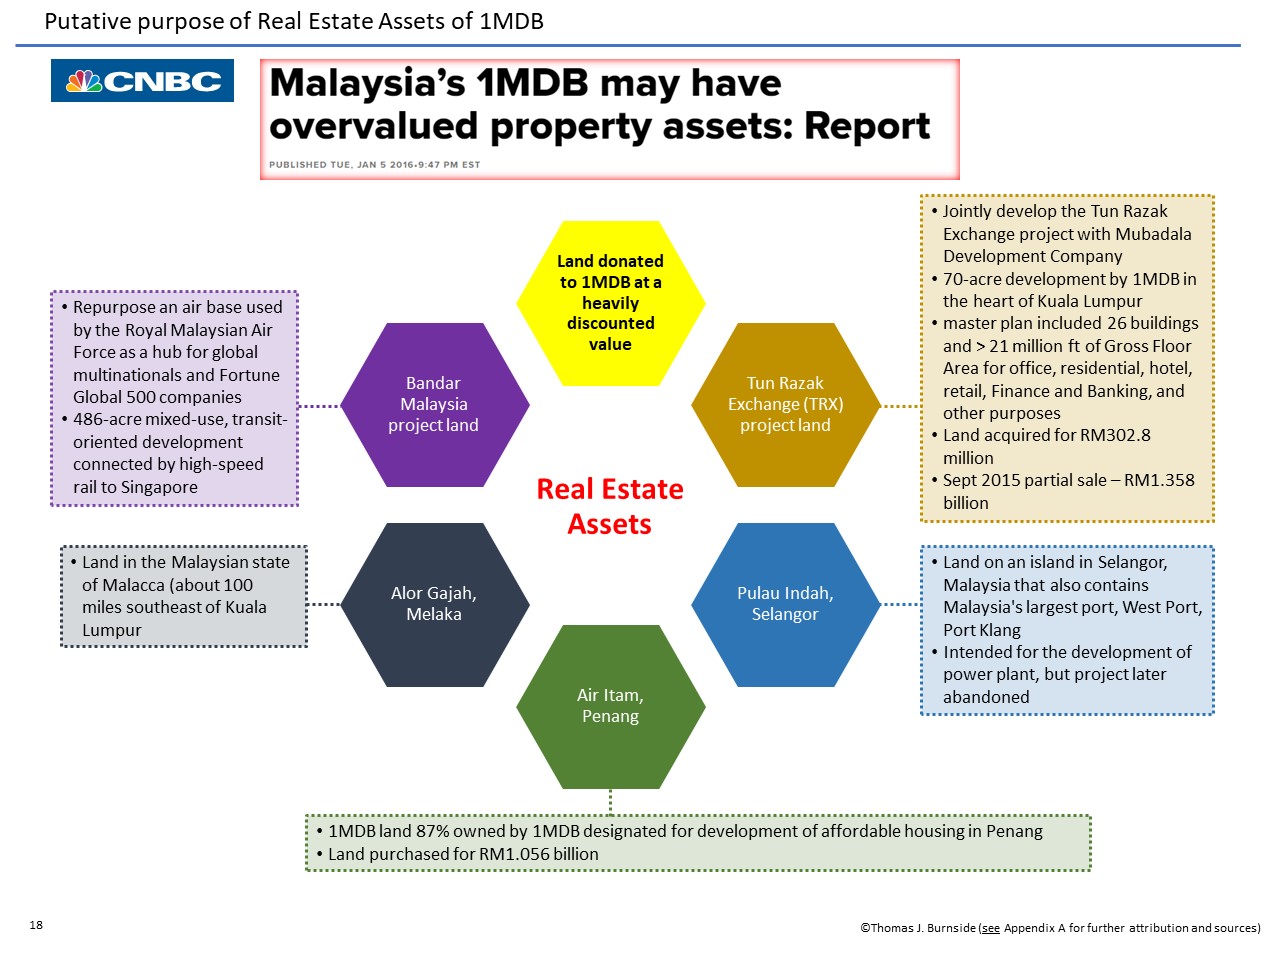 Putative purpose of Real Estate Assets of 1MDB
CNBC
Malaysia's 1MDB may have
overvalued property assets: Report
PUBLISHED TUE, JAN 5 2016•9:47 PM EST
Land donated
to 1MDB at a
heavily
discounted
value
• Repurpose an air base used
by the Royal Malaysian Air
Force as a hub for global
multinationals and Fortune
Global 500 companies
• 486-acre mixed-use, transit-
oriented development
connected by high-speed
rail to Singapore
Bandar
Malaysia
project land
Tun Razak
Exchange (TRX)
project land
• Jointly develop the Tun Razak
Exchange project with Mubadala
Development Company
• 70-acre development by 1MDB in
the heart of Kuala Lumpur
• master plan included 26 buildings
and > 21 million ft of Gross Floor
Area for office, residential, hotel,
retail, Finance and Banking, and
other purposes
• Land acquired for RM302.8
million
• Sept 2015 partial sale – RM1.358
billion
Real Estate
Assets
• Land in the Malaysian state
of Malacca (about 100
miles southeast of Kuala
Lumpur
Alor Gajah,
Melaka
Pulau Indah,
Selangor
• Land on an island in Selangor,
Malaysia that also contains
Malaysia's largest port, West Port,
Port Klang
• Intended for the development of
power plant, but project later
abandoned
Air Itam,
Penang
• 1MDB land 87% owned by 1MDB designated for development of affordable housing in Penang
• Land purchased for RM1.056 billion
18
©Thomas J. Burnside (see Appendix A for further attribution and sources)